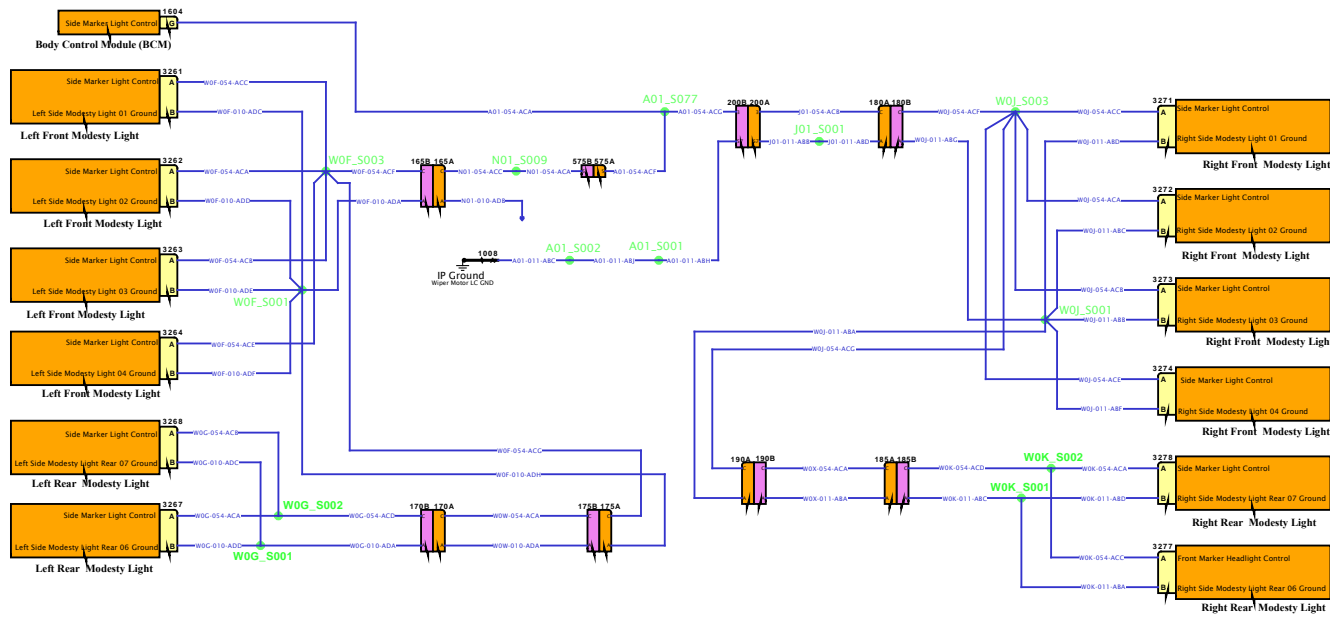 1604
Side Marker Light Control
G
Body Control Module (BCM)
3261
Side Marker Light Control
A
W0F-054-ACC
Left Side Modesty Light 01 Ground
B
W0F-010-ADC
Left Front Modesty Light
3262
Side Marker Light Control
A
W0F-054-ACA
Left Side Modesty Light 02 Ground
B
W0F-010-ADD
Left Front Modesty Light
3263
Side Marker Light Control
A
W0F-054-ACB
Left Side Modesty Light 03 Ground
B
W0F-010-ADE
Left Front Modesty Light
3264
Side Marker Light Control
A
W0F-054-ACE
Left Side Modesty Light 04 Ground
B
W0F-010-ADF
Left Front Modesty Light
3268
Side Marker Light Control
A
W0G-054-ACB
Left Side Modesty Light Rear 07 Ground
B
W0G-010-ADC
Left Rear Modesty Light
3267
Side Marker Light Control
A
W0G-054-ACA
Left Side Modesty Light Rear 06 Ground
B
W0G-010-ADD
Left Rear Modesty Light
W0F_S003
W0F_S001
W0G_S002
W0G_S001
W0F-054-ACF
W0F-010-ADA
165B 165A
N01-054-ACC
N01_S009
N01-054-ACA
575B 575A
A01-054-ACF
N01-010-ADB
A01-054-ACA
A01_S077
A01-054-ACG
1008
IP Ground
Wiper Motor LC GND
A01-011-ABC
A01_S002
A01-011-ABJ
A01_S001
A01-011-ABH
200B 200A
J01-054-ACB
J01_S001
J01-011-ABB
J01-011-ABD
180A 180B
W0J-054-ACF
W0J-011-ABG
W0J_S003
W0J_S001
W0J-011-ABA
W0J-054-ACG
W0F-054-ACG
W0F-010-ADH
W0G-054-ACD
W0G-010-ADA
170B 170A
W0W-054-ACA
W0W-010-ADA
175B 175A
190A 190B
W0X-054-ACA
W0X-011-ABA
185A 185B
W0K-054-ACD
W0K-011-ABC
W0K_S002
W0K_S001
3271
W0J-054-ACC
A
Side Marker Light Control
W0J-011-ABD
B
Right Side Modesty Light 01 Ground
Right Front Modesty Light
3272
W0J-054-ACA
A
Side Marker Light Control
W0J-011-ABC
B
Right Side Modesty Light 02 Ground
Right Front Modesty Light
3273
W0J-054-ACB
A
Side Marker Light Control
W0J-011-ABB
B
Right Side Modesty Light 03 Ground
Right Front Modesty Ligh
3274
W0J-054-ACE
A
Side Marker Light Control
W0J-011-ABF
B
Right Side Modesty Light 04 Ground
Right Front Modesty Light
3278
W0K-054-ACA
A
Side Marker Light Control
W0K-011-ABD
B
Right Side Modesty Light Rear 07 Ground
Right Rear Modesty Light
3277
W0K-054-ACC
A
Front Marker Headlight Control
W0K-011-ABA
B
Right Side Modesty Light Rear 06 Ground
Right Rear Modesty Light